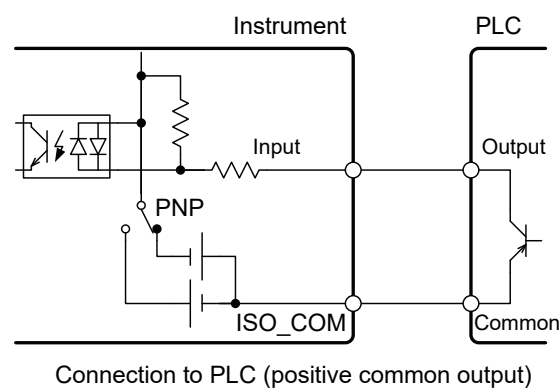 Instrument
PLC
Input
Output
PNP
ISO_COM
Common
Connection to PLC (positive common output)